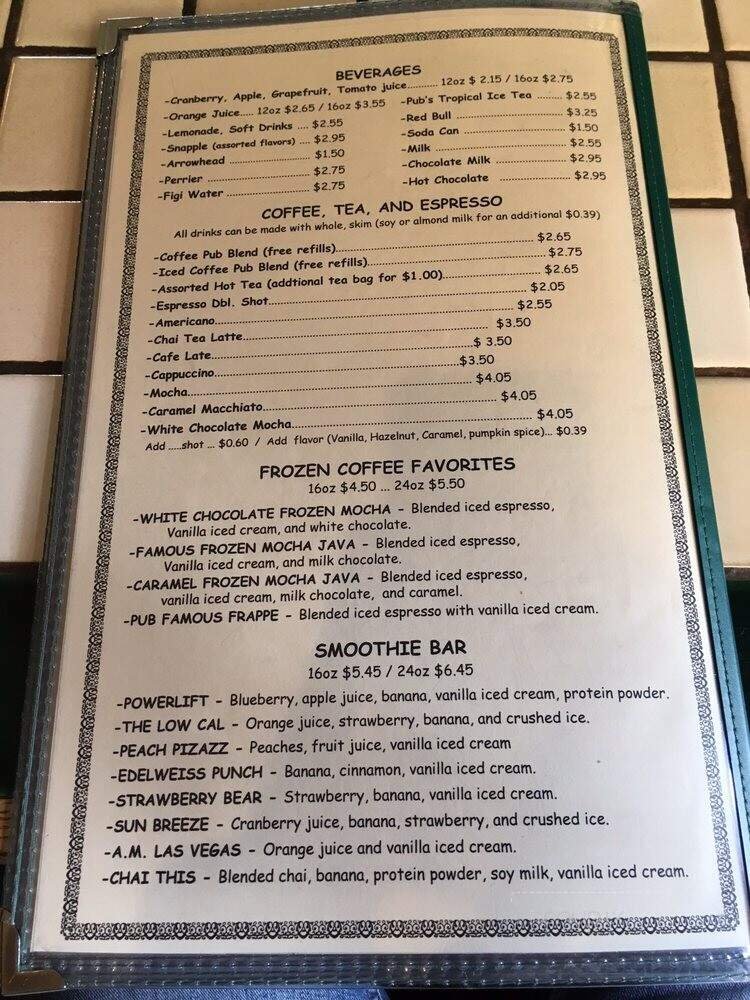 BEVERAGES
-Cranberry, Apple, Grapefruit, Tomato juice........... 12oz $ 2.15 / 16oz $2.75
-Orange Juice..... 12oz $2.65 / 16oz $3.55
-Lemonade, Soft Drinks .... $2.55
-Snapple (assorted flavors) .... $2.95
-Arrowhead ........................ $1.50
-Perrier ............................ $2.75
-Figi Water ........................ $2.75
-Pub's Tropical Ice Tea ......... $2.55
-Red Bull ................................ $3.25
-Soda Can ............................... $1.50
-Milk ....................................... $2.55
-Chocolate Milk ...................... $2.95
-Hot Chocolate ....................... $2.95
COFFEE, TEA, AND ESPRESSO
All drinks can be made with whole, skim (soy or almond milk for an additional $0.39)
-Coffee Pub Blend (free refills)............................................. $2.65
-Iced Coffee Pub Blend (free refills)........................................ $2.75
-Assorted Hot Tea (addtional tea bag for $1.00)........................ $2.65
-Espresso Dbl. Shot............................................................ $2.05
-Americano..................................................................... $2.55
-Chai Tea Latte................................................................ $3.50
-Cafe Late......................................................................$ 3.50
-Cappuccino....................................................................$3.50
-Mocha.......................................................................... $4.05
-Caramel Macchiato............................................................ $4.05
-White Chocolate Mocha....................................................... $4.05
Add .....shot ... $0.60 / Add flavor (Vanilla, Hazelnut, Caramel, pumpkin spice)... $0.39
FROZEN COFFEE FAVORITES
16oz $4.50 ... 24oz $5.50
-WHITE CHOCOLATE FROZEN MOCHA - Blended iced espresso,
Vanilla iced cream, and white chocolate.
-FAMOUS FROZEN MOCHA JAVA - Blended iced espresso,
Vanilla iced cream, and milk chocolate.
-CARAMEL FROZEN MOCHA JAVA - Blended iced espresso,
vanilla iced cream, milk chocolate, and caramel.
-PUB FAMOUS FRAPPE - Blended iced espresso with vanilla iced cream.
SMOOTHIE BAR
16oz $5.45 / 24oz $6.45
-POWERLIFT - Blueberry, apple juice, banana, vanilla iced cream, protein powder.
-THE LOW CAL - Orange juice, strawberry, banana, and crushed ice.
-PEACH PIZAZZ - Peaches, fruit juice, vanilla iced cream
-EDELWEISS PUNCH - Banana, cinnamon, vanilla iced cream.
-STRAWBERRY BEAR - Strawberry, banana, vanilla iced cream.
-SUN BREEZE - Cranberry juice, banana, strawberry, and crushed ice.
-A.M. LAS VEGAS - Orange juice and vanilla iced cream.
-CHAI THIS - Blended chai, banana, protein powder, soy milk, vanilla iced cream.